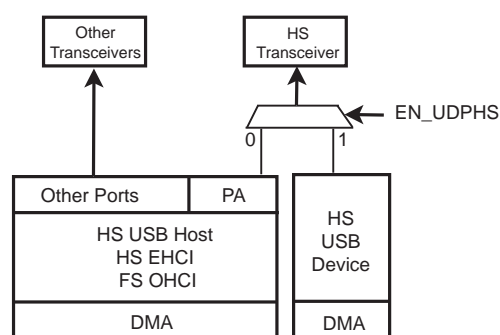 Other
Transceivers
HS
Transceiver
EN_UDPHS
0
1
Other Ports
PA
HS USB Host
HS EHCI
FS OHCI
DMA
HS
USB
Device
DMA